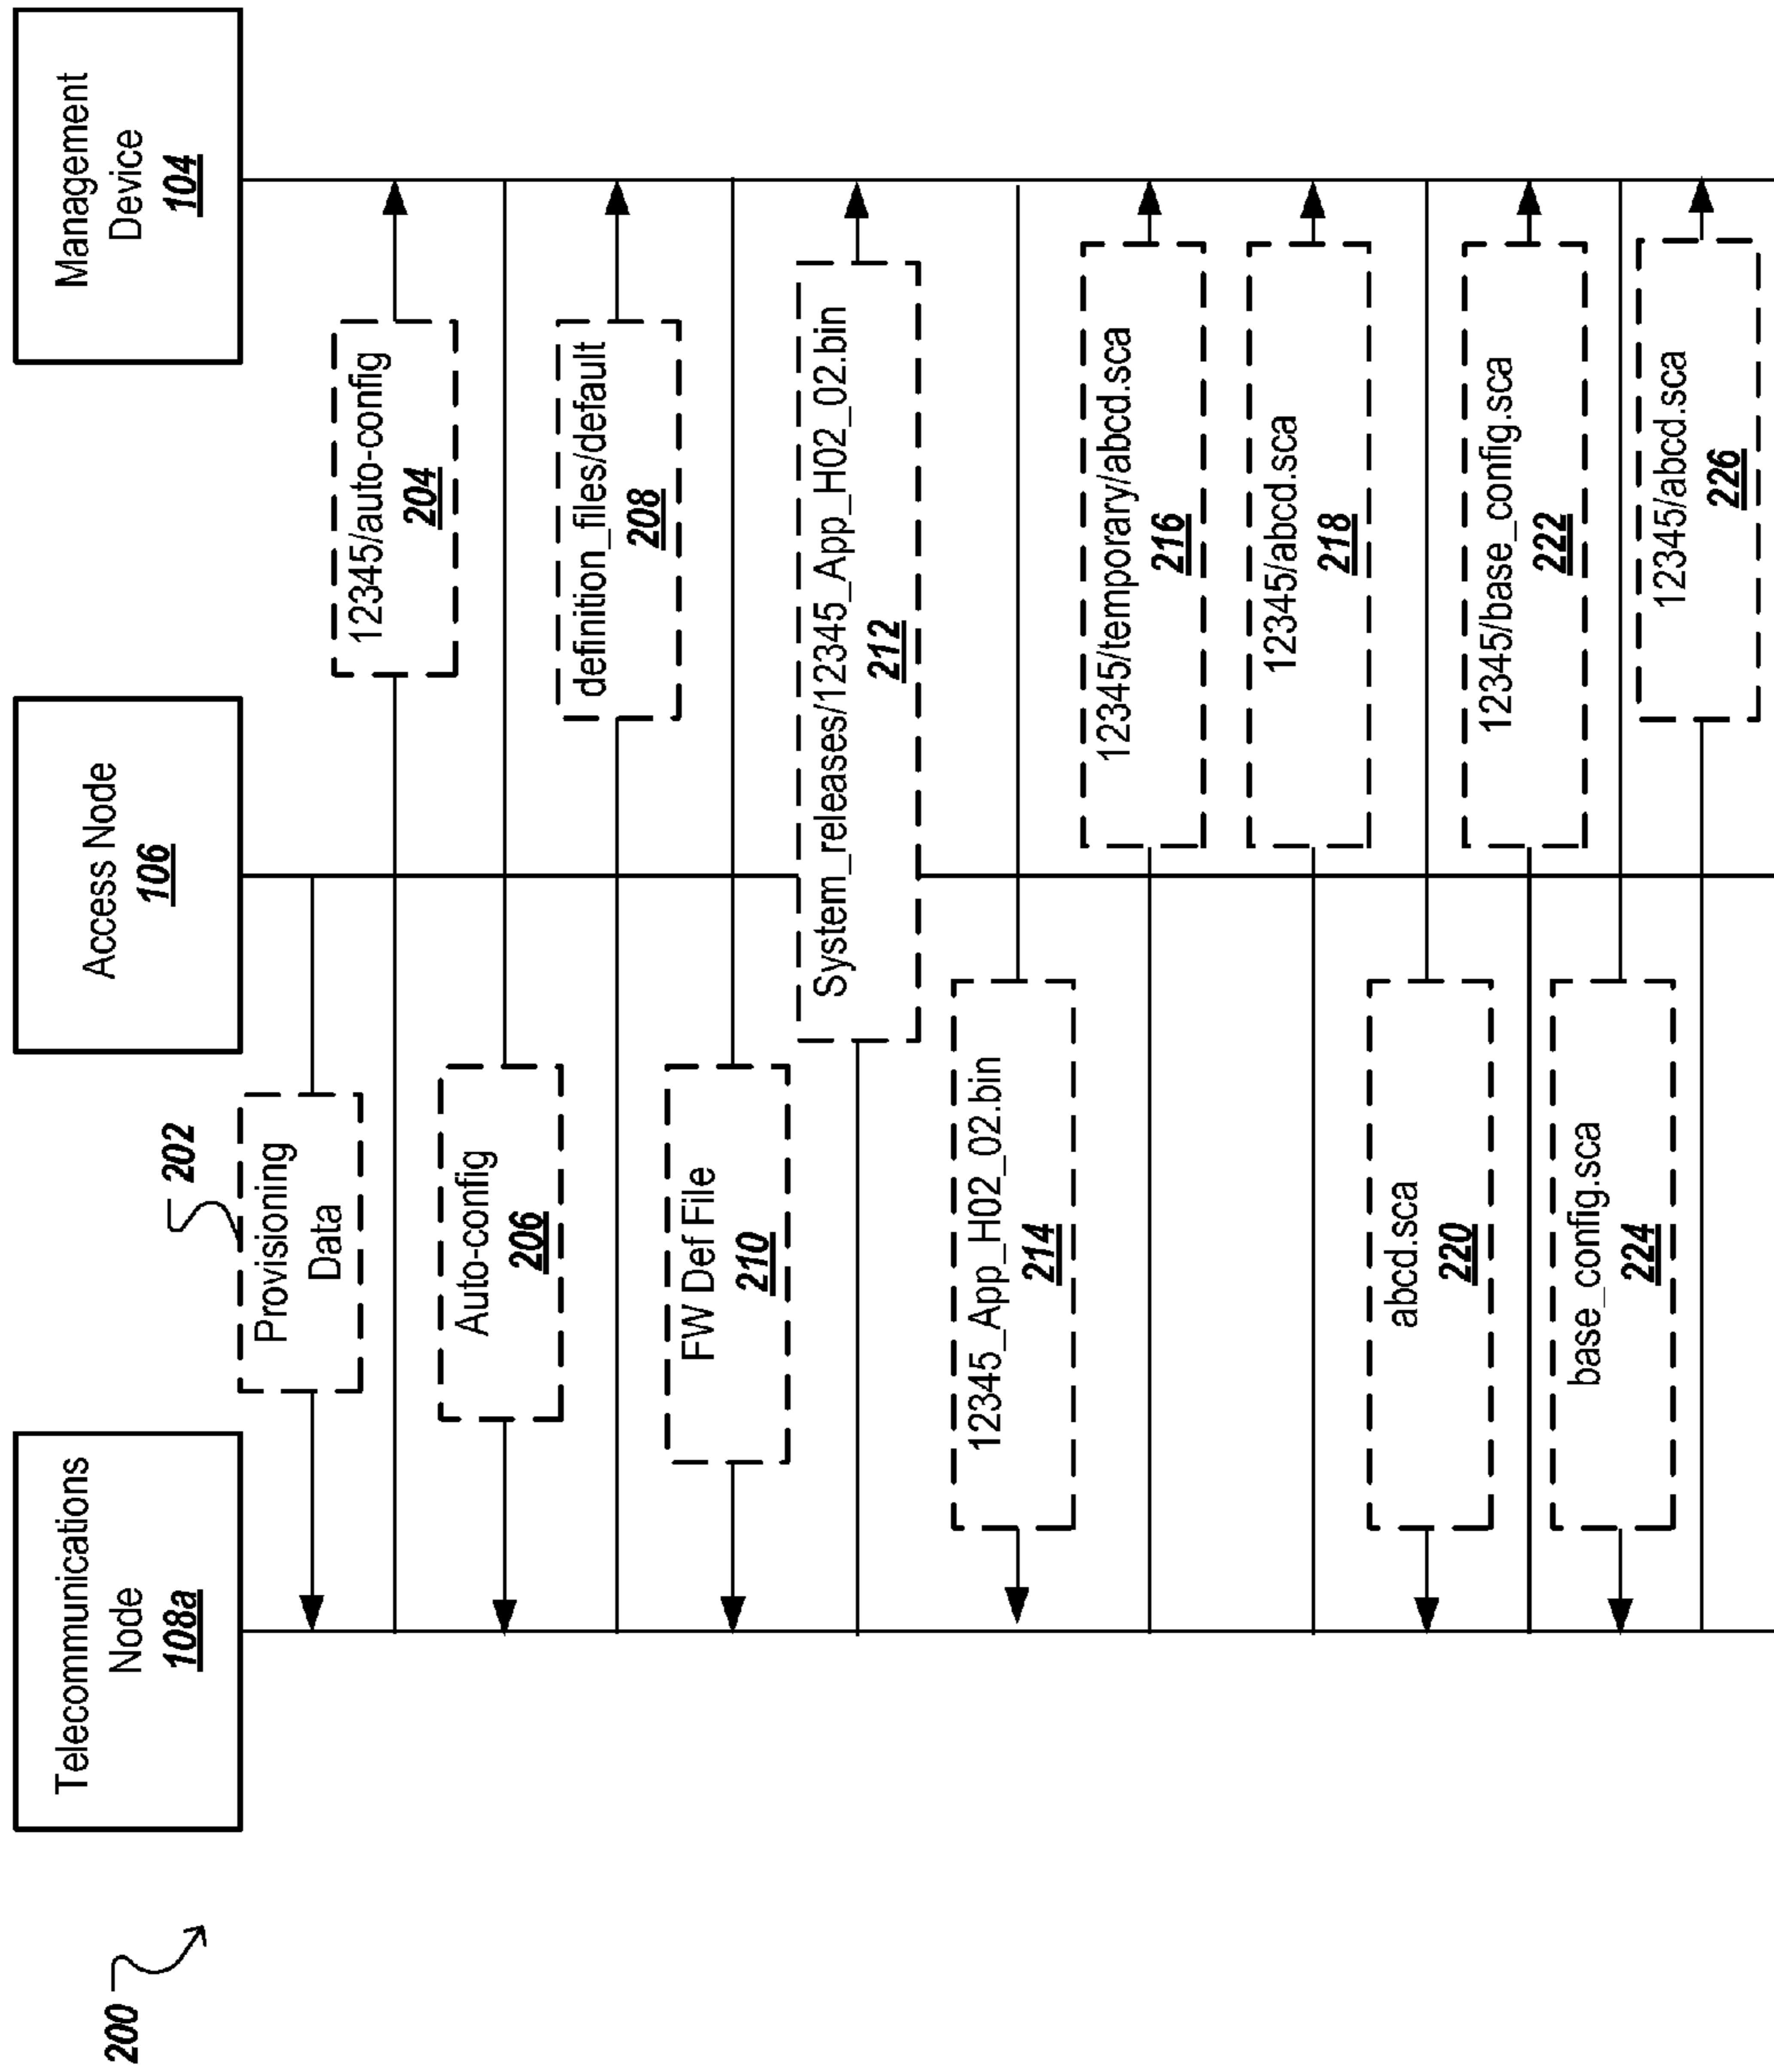 200
Telecommunications
Node
108a
Access Node
106
Management
Device
104
202
Provisioning
Data
12345/auto-config
204
Auto-config
206
definition_files/default
208
FW Def File
210
System_releases/12345_App_H02_02.bin
212
12345_App_H02_02.bin
214
12345/temporary/abcd.sca
216
12345/abcd.sca
218
abcd.sca
220
12345/base_config.sca
222
base_config.sca
224
12345/abcd.sca
226